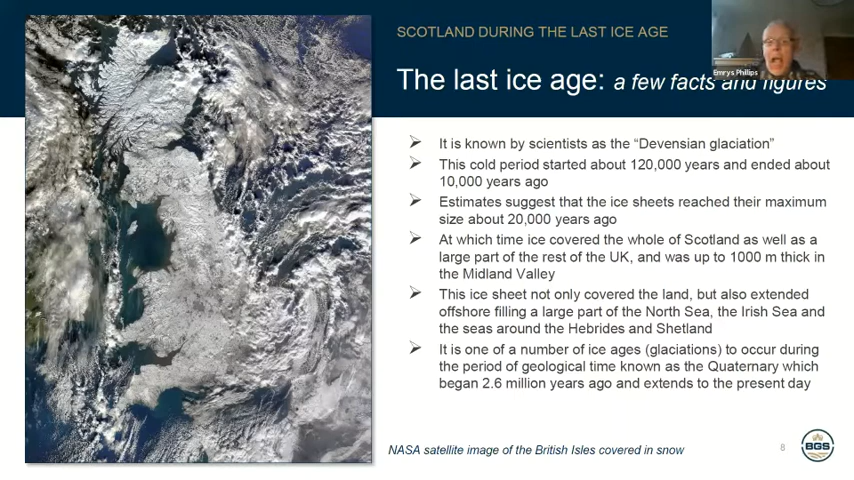 SCOTLAND DURING THE LAST ICE AGE
Emrys Phillips
The last ice age: a few facts and figures
It is known by scientists as the “Devensian glaciation”
This cold period started about 120,000 years and ended about
10,000 years ago
Estimates suggest that the ice sheets reached their maximum
size about 20,000 years ago
At which time ice covered the whole of Scotland as well as a
large part of the rest of the UK, and was up to 1000 m thick in
the Midland Valley
This ice sheet not only covered the land, but also extended
offshore filling a large part of the North Sea, the Irish Sea and
the seas around the Hebrides and Shetland
It is one of a number of ice ages (glaciations) to occur during
the period of geological time known as the Quaternary which
began 2.6 million years ago and extends to the present day
NASA satellite image of the British Isles covered in snow
8
BGS